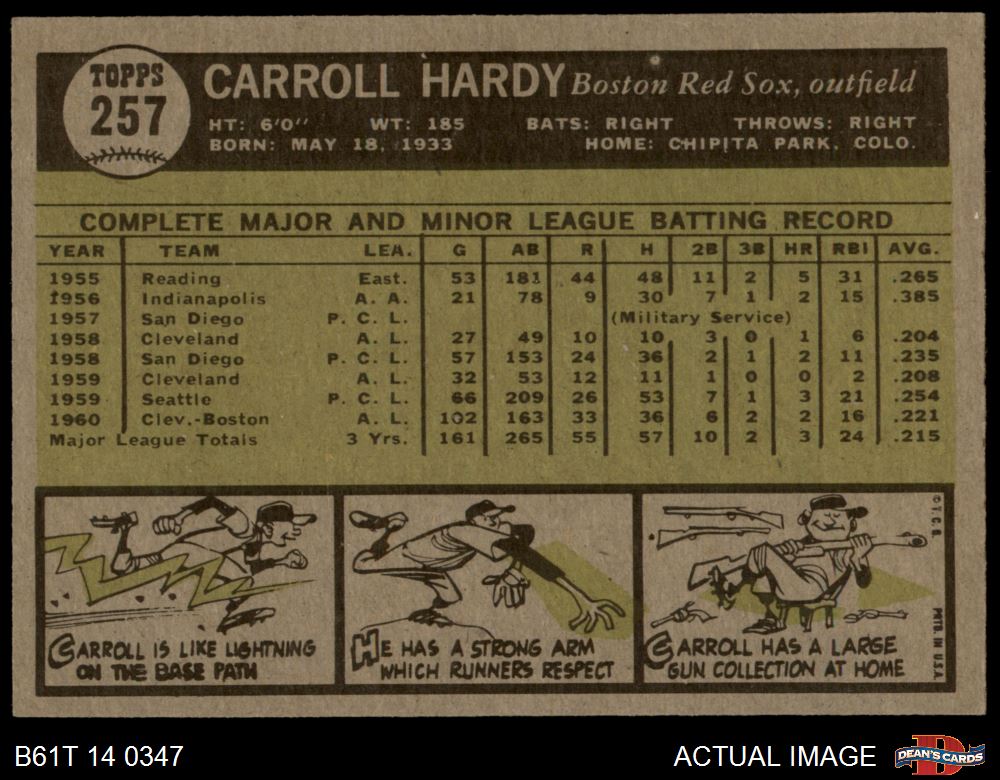 TOPPS
257
CARROLL HARDY Boston Red Sox, outfield
HT: 6'0" WT: 185 BATS: RIGHT THROWS: RIGHT
BORN: MAY 18, 1933 HOME: CHIPITA PARK, COLO.
COMPLETE MAJOR AND MINOR LEAGUE BATTING RECORD
YEAR TEAM LEA. G AB R H 2B 3B HR RBI AVG.
1955 Reading East. 53 181 44 48 11 2 5 31 .265
1956 Indianapolis A. A. 21 78 9 30 7 1 2 15 .385
1957 San Diego P. C. L. (Military Service)
1958 Cleveland A. L. 27 49 10 10 3 0 1 6 .204
1958 San Diego P. C. L. 57 153 24 36 2 1 2 11 .235
1959 Cleveland A. L. 32 53 12 11 1 0 0 2 .208
1959 Seattle P. C. L. 66 209 26 53 7 1 3 21 .254
1960 Clev.-Boston A. L. 102 163 33 36 6 2 2 16 .221
Major League Totals 3 Yrs. 161 265 55 57 10 2 3 24 .215
CARROLL IS LIKE LIGHTNING
ON THE BASE PATH
HE HAS A STRONG ARM
WHICH RUNNERS RESPECT
CARROLL HAS A LARGE
GUN COLLECTION AT HOME
© T. C. G.
PRTD. IN U.S.A.
B61T 14 0347
ACTUAL IMAGE
DEAN'S CARDS